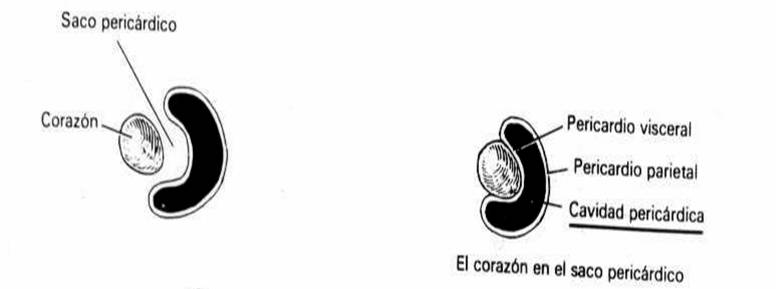 Saco pericárdico
Corazón
Pericardio visceral
Pericardio parietal
Cavidad pericárdica
El corazón en el saco pericárdico